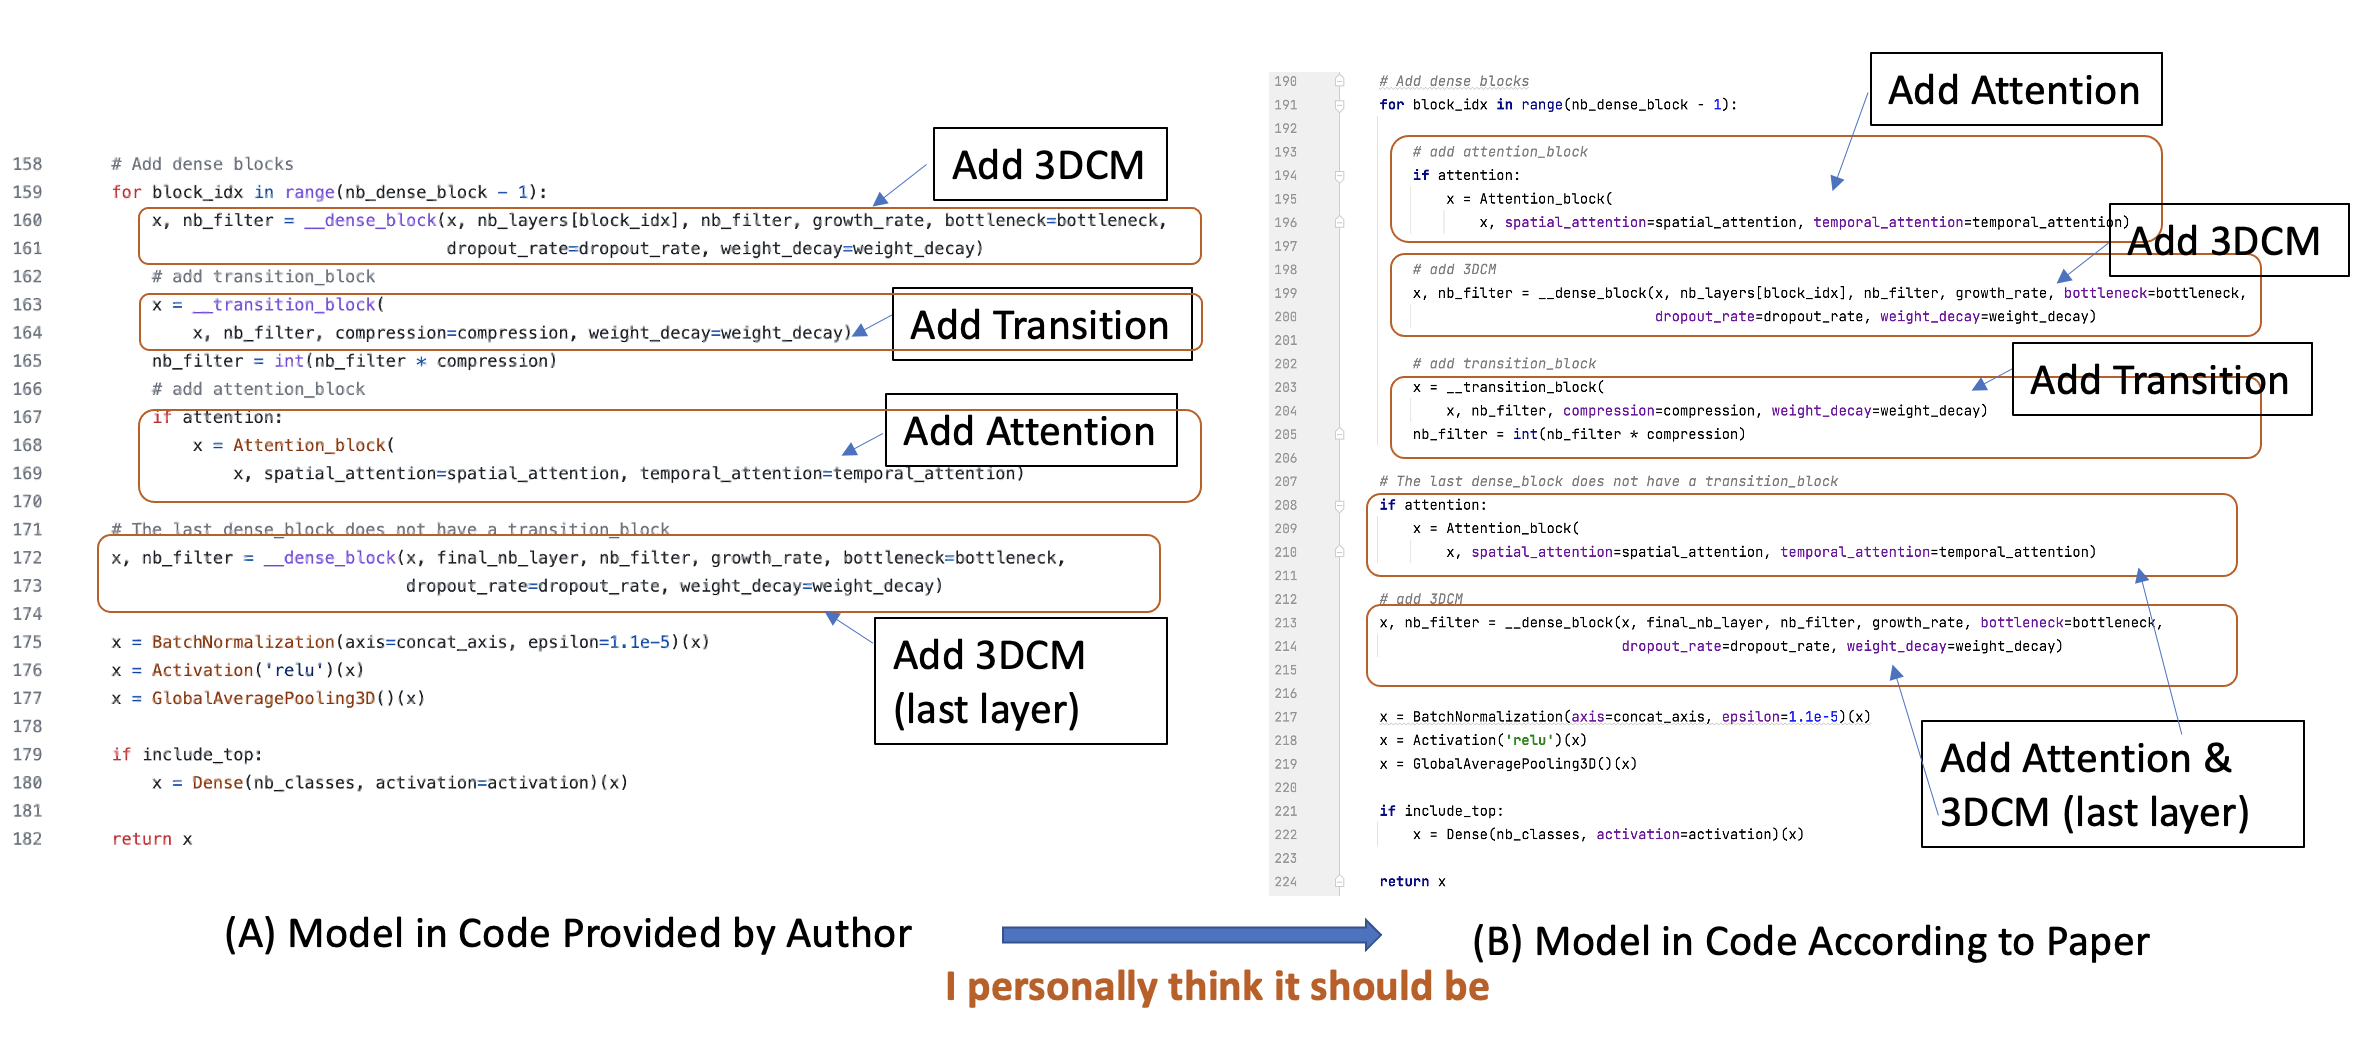 158 # Add dense blocks
159 for block_idx in range(nb_dense_block - 1):
160 x, nb_filter = __dense_block(x, nb_layers[block_idx], nb_filter, growth_rate, bottleneck=bottleneck,
161 dropout_rate=dropout_rate, weight_decay=weight_decay)
162 # add transition_block
163 x = __transition_block(
164 x, nb_filter, compression=compression, weight_decay=weight_decay)
165 nb_filter = int(nb_filter * compression)
166 # add attention_block
167 if attention:
168 x = Attention_block(
169 x, spatial_attention=spatial_attention, temporal_attention=temporal_attention)
170
171 # The last dense_block does not have a transition_block
172 x, nb_filter = __dense_block(x, final_nb_layer, nb_filter, growth_rate, bottleneck=bottleneck,
173 dropout_rate=dropout_rate, weight_decay=weight_decay)
174
175 x = BatchNormalization(axis=concat_axis, epsilon=1.1e-5)(x)
176 x = Activation('relu')(x)
177 x = GlobalAveragePooling3D()(x)
178
179 if include_top:
180 x = Dense(nb_classes, activation=activation)(x)
181
182 return x
Add 3DCM
Add Transition
Add Attention
Add 3DCM
(last layer)
(A) Model in Code Provided by Author
190 # Add dense blocks
191 for block_idx in range(nb_dense_block - 1):
192
193 # add attention_block
194 if attention:
195 x = Attention_block(
196 x, spatial_attention=spatial_attention, temporal_attention=temporal_attention)
197
198 # add 3DCM
199 x, nb_filter = __dense_block(x, nb_layers[block_idx], nb_filter, growth_rate, bottleneck=bottleneck,
200 dropout_rate=dropout_rate, weight_decay=weight_decay)
201
202 # add transition_block
203 x = __transition_block(
204 x, nb_filter, compression=compression, weight_decay=weight_decay)
205 nb_filter = int(nb_filter * compression)
206
207 # The last dense_block does not have a transition_block
208 if attention:
209 x = Attention_block(
210 x, spatial_attention=spatial_attention, temporal_attention=temporal_attention)
211
212 # add 3DCM
213 x, nb_filter = __dense_block(x, final_nb_layer, nb_filter, growth_rate, bottleneck=bottleneck,
214 dropout_rate=dropout_rate, weight_decay=weight_decay)
215
216
217 x = BatchNormalization(axis=concat_axis, epsilon=1.1e-5)(x)
218 x = Activation('relu')(x)
219 x = GlobalAveragePooling3D()(x)
220
221 if include_top:
222 x = Dense(nb_classes, activation=activation)(x)
223
224 return x
Add Attention
Add 3DCM
Add Transition
Add Attention &
3DCM (last layer)
(B) Model in Code According to Paper
I personally think it should be